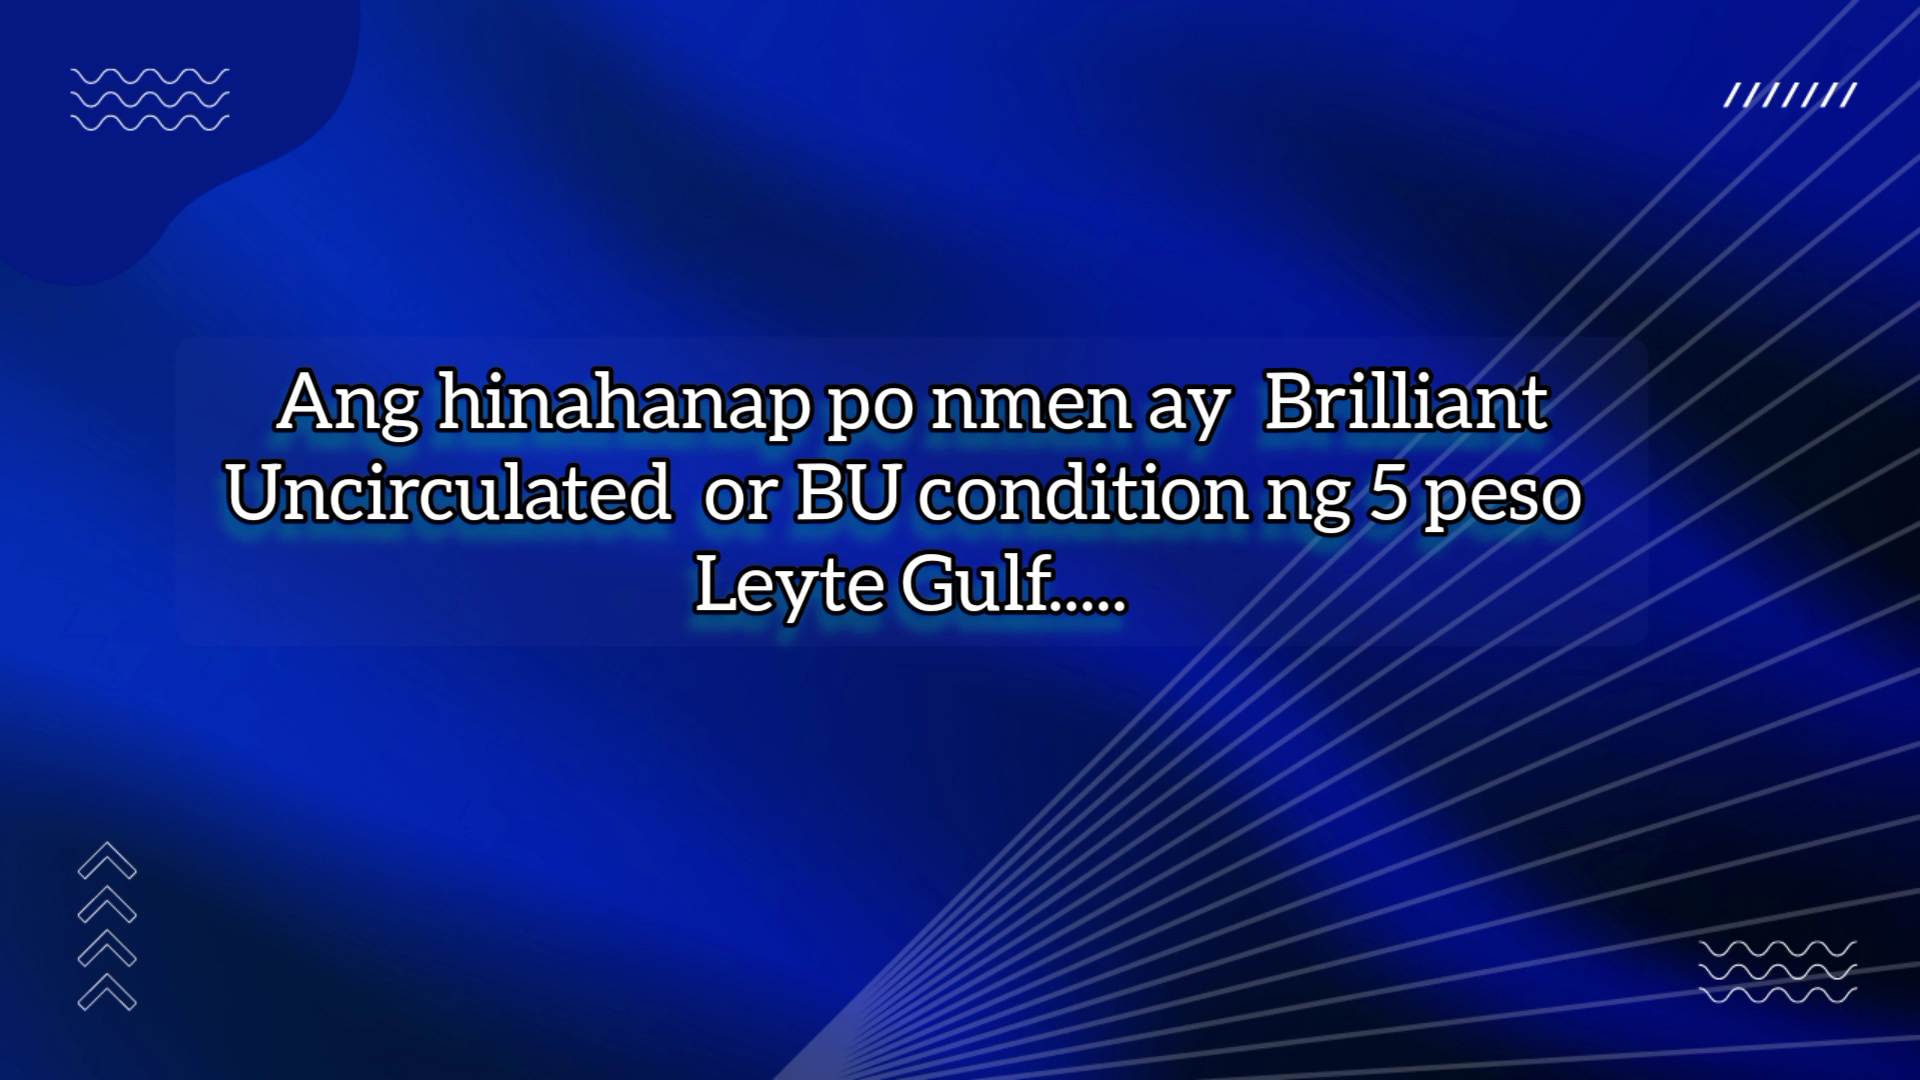 Ang hinahanap po nmen ay Brilliant
Uncirculated or BU condition ng 5 peso
Leyte Gulf.....